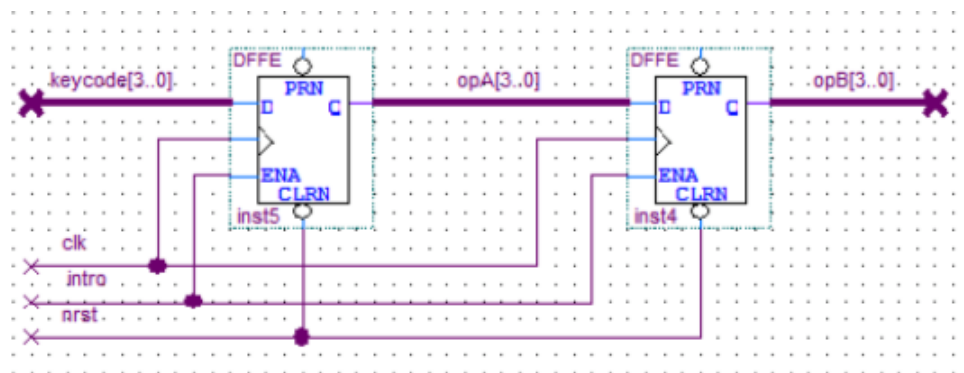 DFFE DFFE
keycode[3..0] PRN opA[3..0] PRN opB[3..0]
D Q D Q
ENA ENA
CLRN CLRN
inst5 inst4
clk
intro
nrst